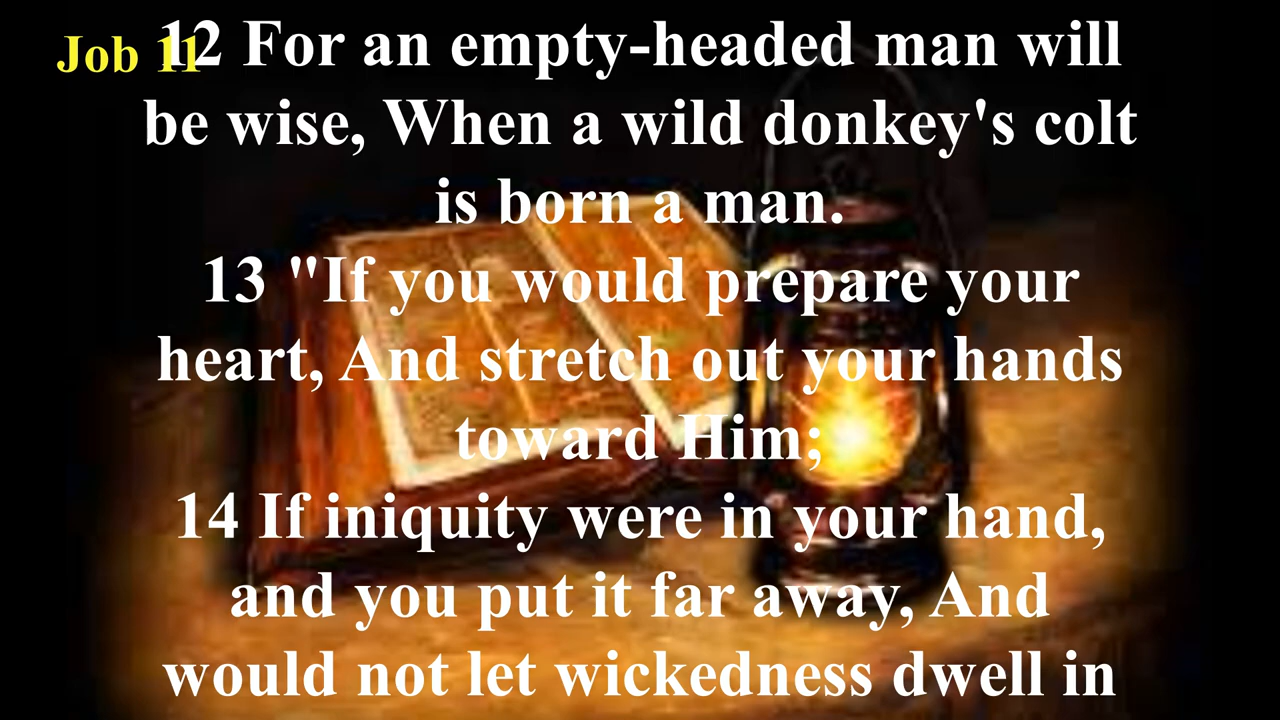 Job 11
12 For an empty-headed man will
be wise, When a wild donkey's colt
is born a man.
13 "If you would prepare your
heart, And stretch out your hands
toward Him;
14 If iniquity were in your hand,
and you put it far away, And
would not let wickedness dwell in